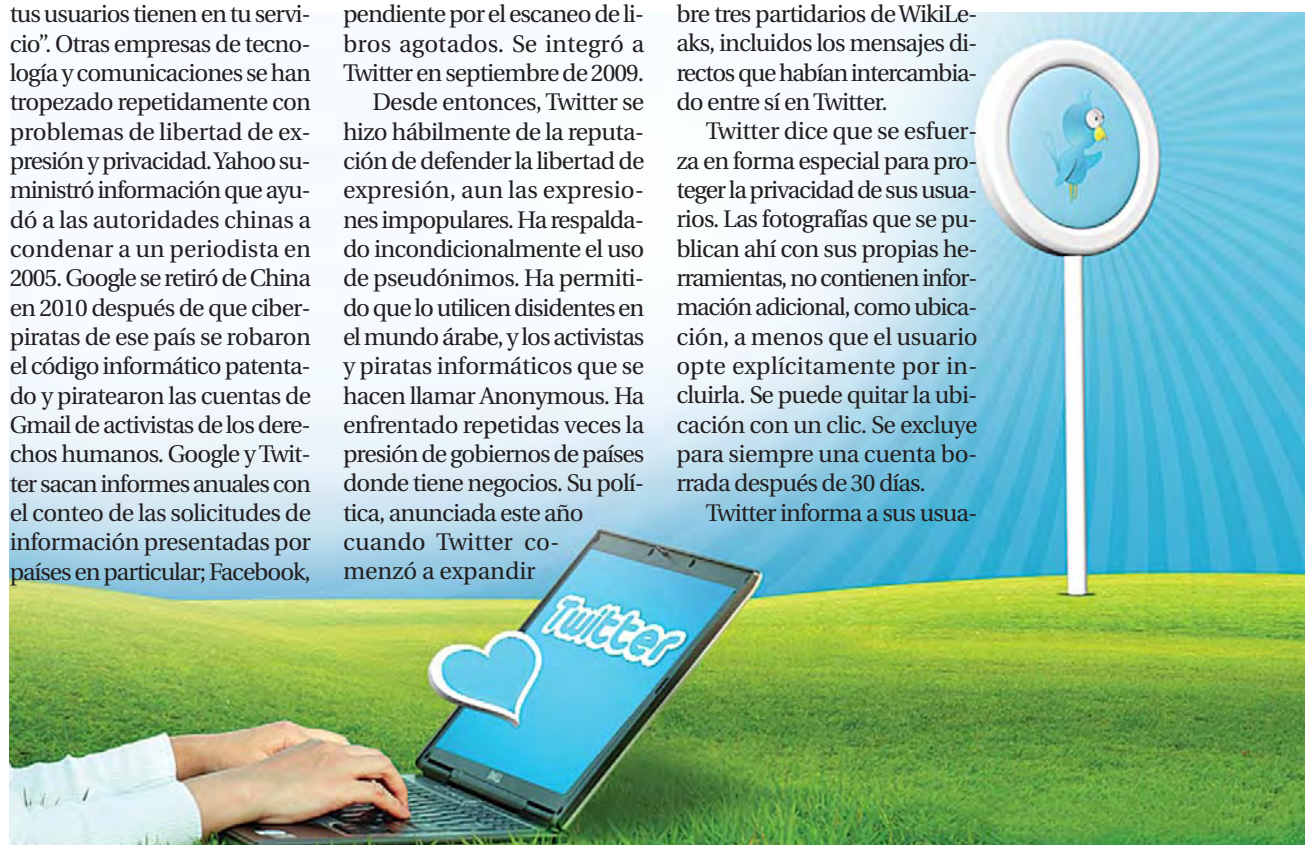 tus usuarios tienen en tu servi-
cio”. Otras empresas de tecno-
logía y comunicaciones se han
tropezado repetidamente con
problemas de libertad de ex-
presión y privacidad. Yahoo su-
ministró información que ayu-
dó a las autoridades chinas a
condenar a un periodista en
2005. Google se retiró de China
en 2010 después de que ciber-
piratas de ese país se robaron
el código informático patenta-
do y piratearon las cuentas de
Gmail de activistas de los dere-
chos humanos. Google y Twit-
ter sacan informes anuales con
el conteo de las solicitudes de
información presentadas por
países en particular; Facebook,
pendiente por el escaneo de li-
bros agotados. Se integró a
Twitter en septiembre de 2009.
Desde entonces, Twitter se
hizo hábilmente de la reputa-
ción de defender la libertad de
expresión, aun las expresio-
nes impopulares. Ha respalda-
do incondicionalmente el uso
de pseudónimos. Ha permiti-
do que lo utilicen disidentes en
el mundo árabe, y los activistas
y piratas informáticos que se
hacen llamar Anonymous. Ha
enfrentado repetidas veces la
presión de gobiernos de países
donde tiene negocios. Su polí-
tica, anunciada este año
cuando Twitter co-
menzó a expandir
bre tres partidarios de WikiLe-
aks, incluidos los mensajes di-
rectos que habían intercambia-
do entre sí en Twitter.
Twitter dice que se esfuer-
za en forma especial para pro-
teger la privacidad de sus usua-
rios. Las fotografías que se pu-
blican ahí con sus propias he-
rramientas, no contienen infor-
mación adicional, como ubica-
ción, a menos que el usuario
opte explícitamente por in-
cluirla. Se puede quitar la ubi-
cación con un clic. Se excluye
para siempre una cuenta bo-
rrada después de 30 días.
Twitter informa a sus usua-
Twitter